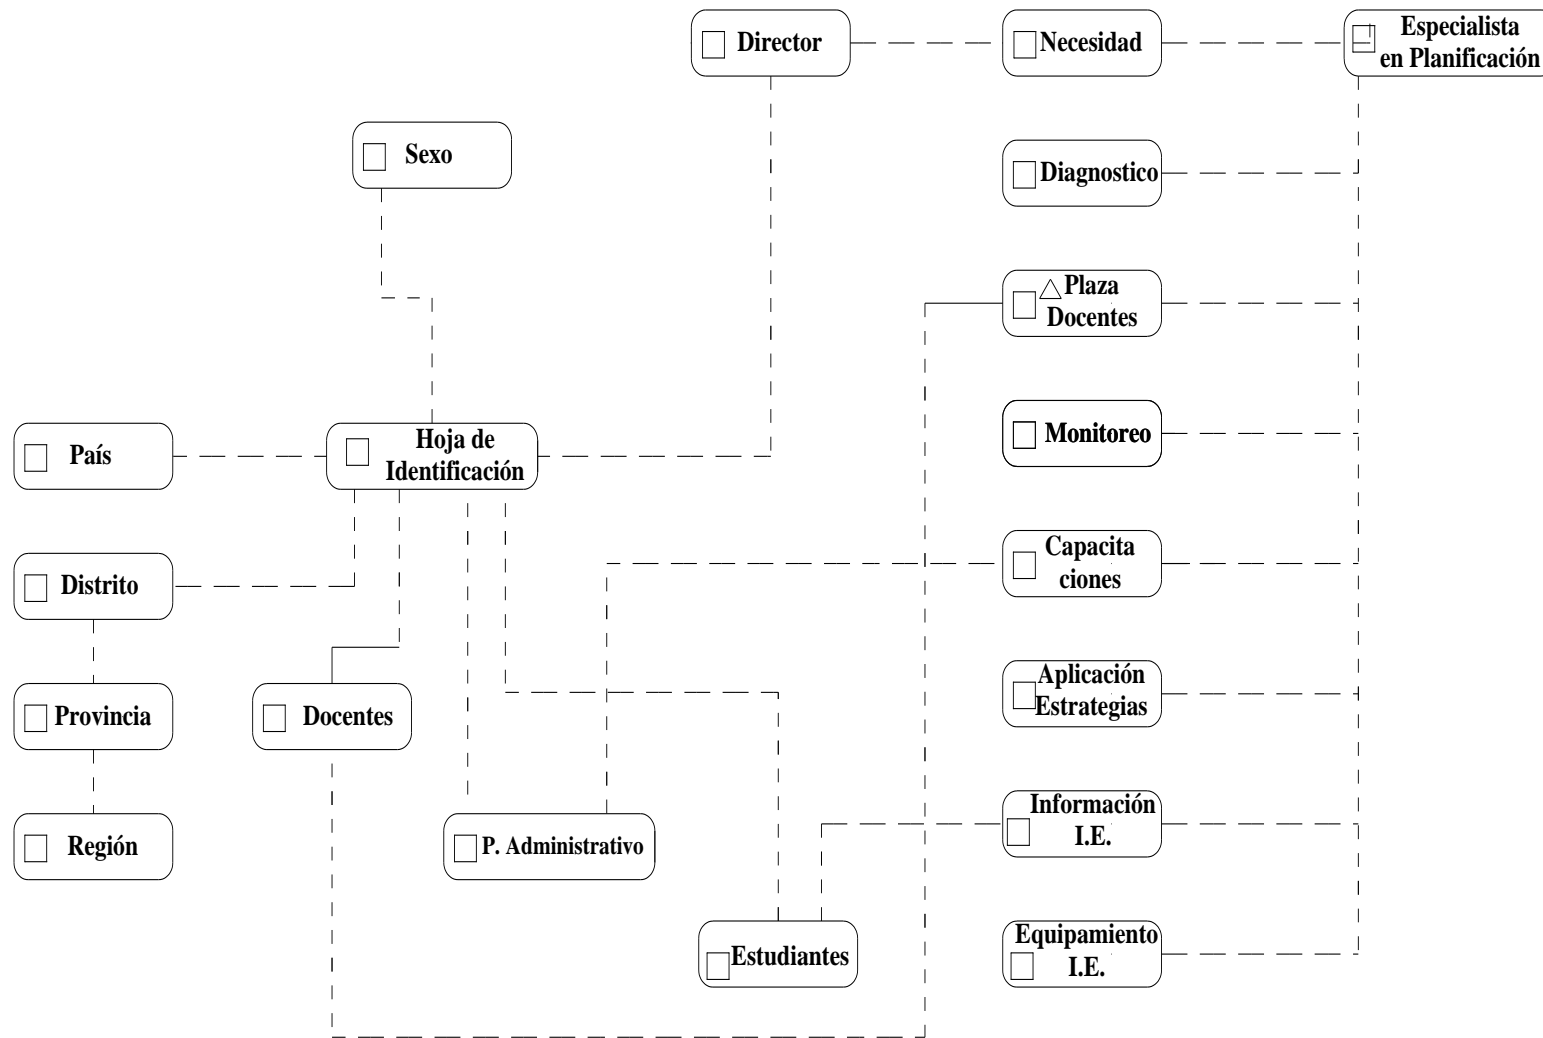 Director
Necesidad
Especialista
en Planificación
Sexo
Diagnostico
Plaza
Docentes
País
Hoja de
Identificación
Monitoreo
Distrito
Capacita
ciones
Provincia
Docentes
Aplicación
Estrategias
Región
P. Administrativo
Información
I.E.
Estudiantes
Equipamiento
I.E.